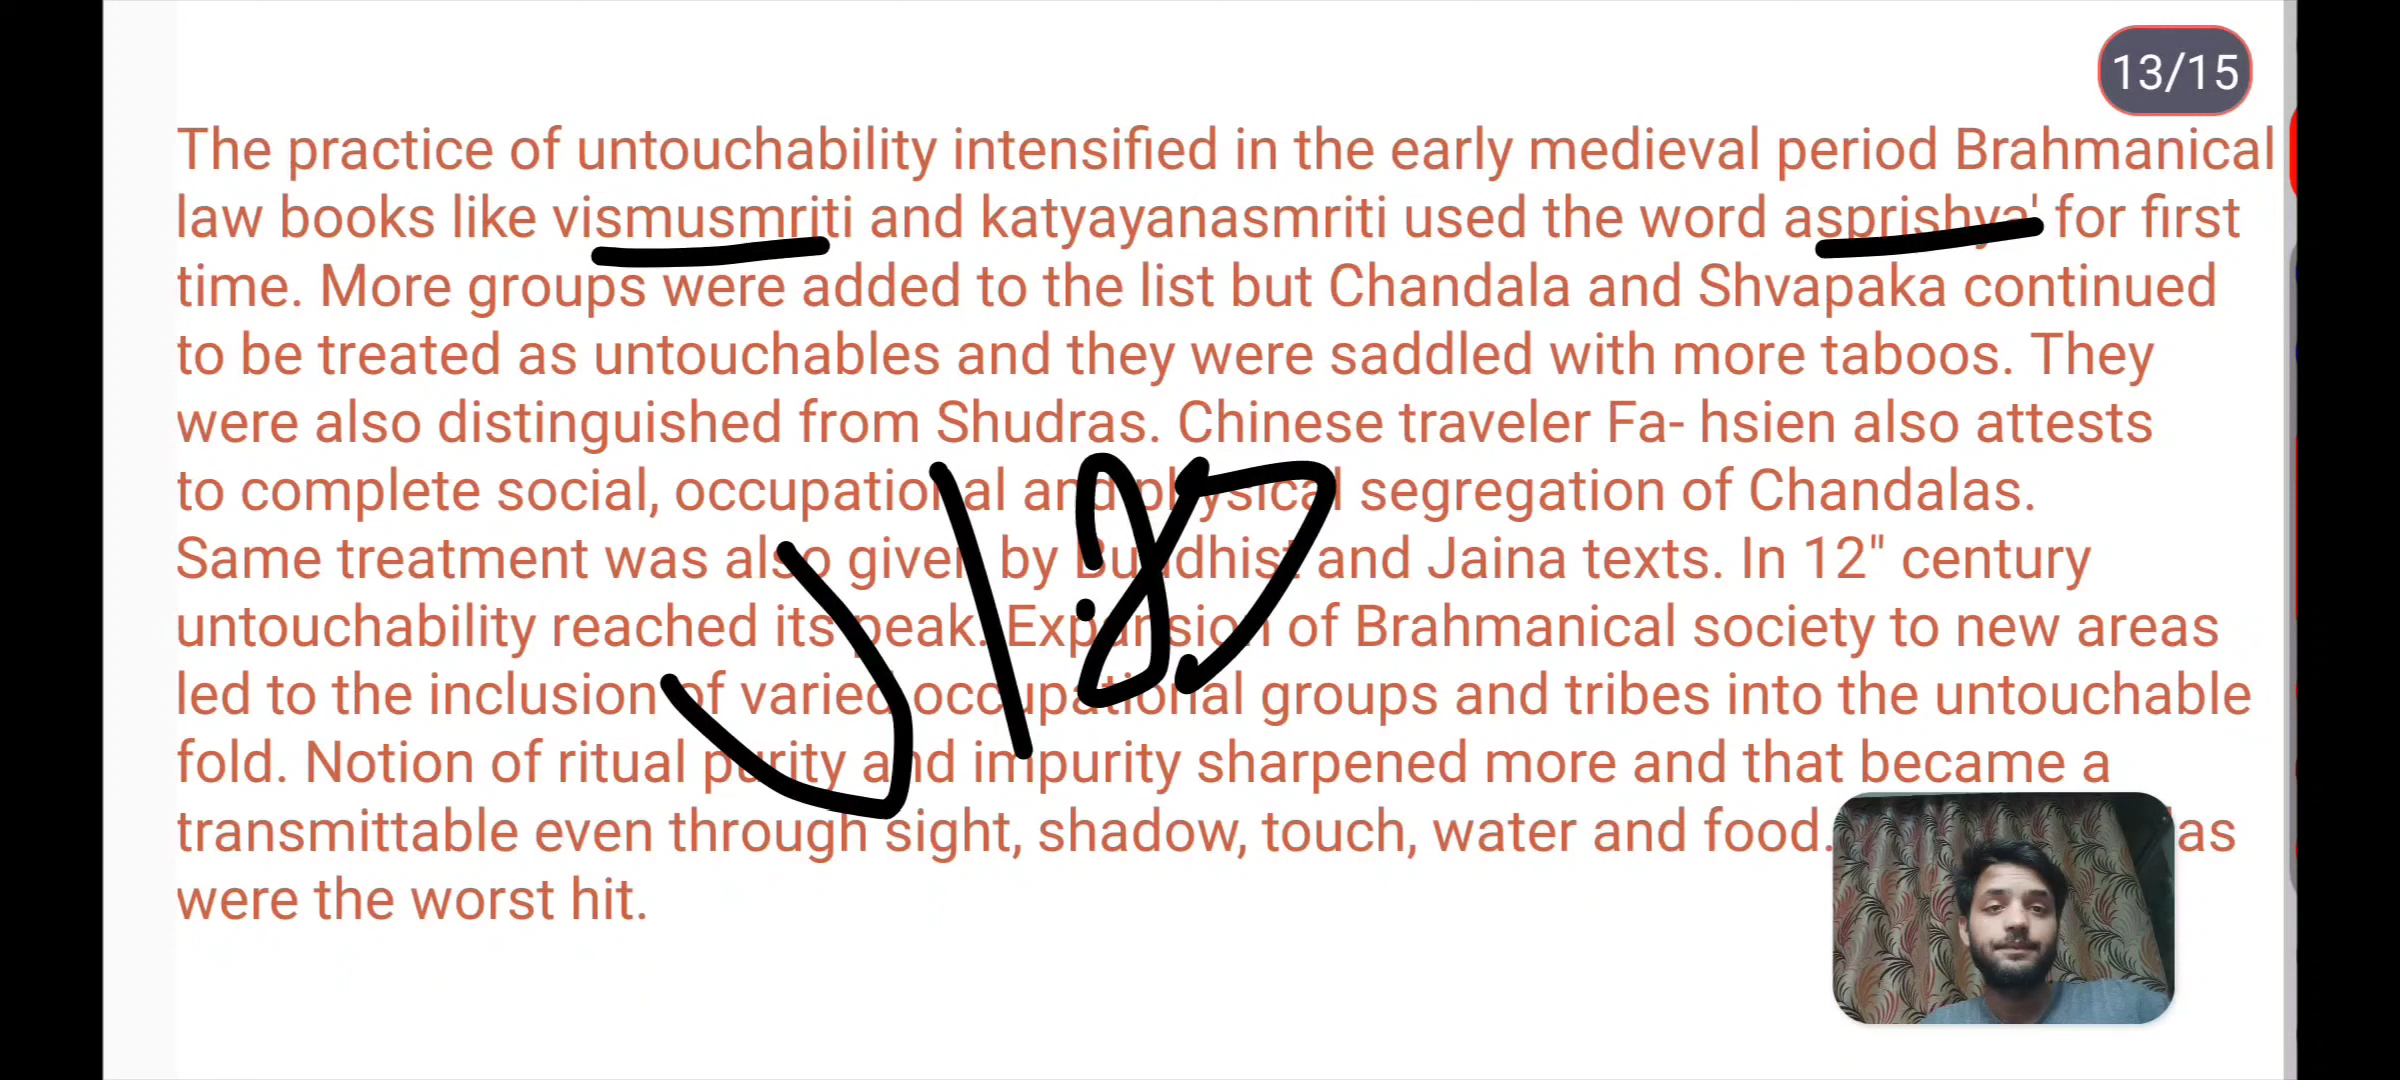 13/15
The practice of untouchability intensified in the early medieval period Brahmanical
law books like vismusmriti and katyayanasmriti used the word asprishya' for first
time. More groups were added to the list but Chandala and Shvapaka continued
to be treated as untouchables and they were saddled with more taboos. They
were also distinguished from Shudras. Chinese traveler Fa- hsien also attests
to complete social, occupational and physical segregation of Chandalas.
Same treatment was also given by Buddhist and Jaina texts. In 12" century
untouchability reached its peak. Expansion of Brahmanical society to new areas
led to the inclusion of varied occupational groups and tribes into the untouchable
fold. Notion of ritual purity and impurity sharpened more and that became a
transmittable even through sight, shadow, touch, water and food.
were the worst hit.